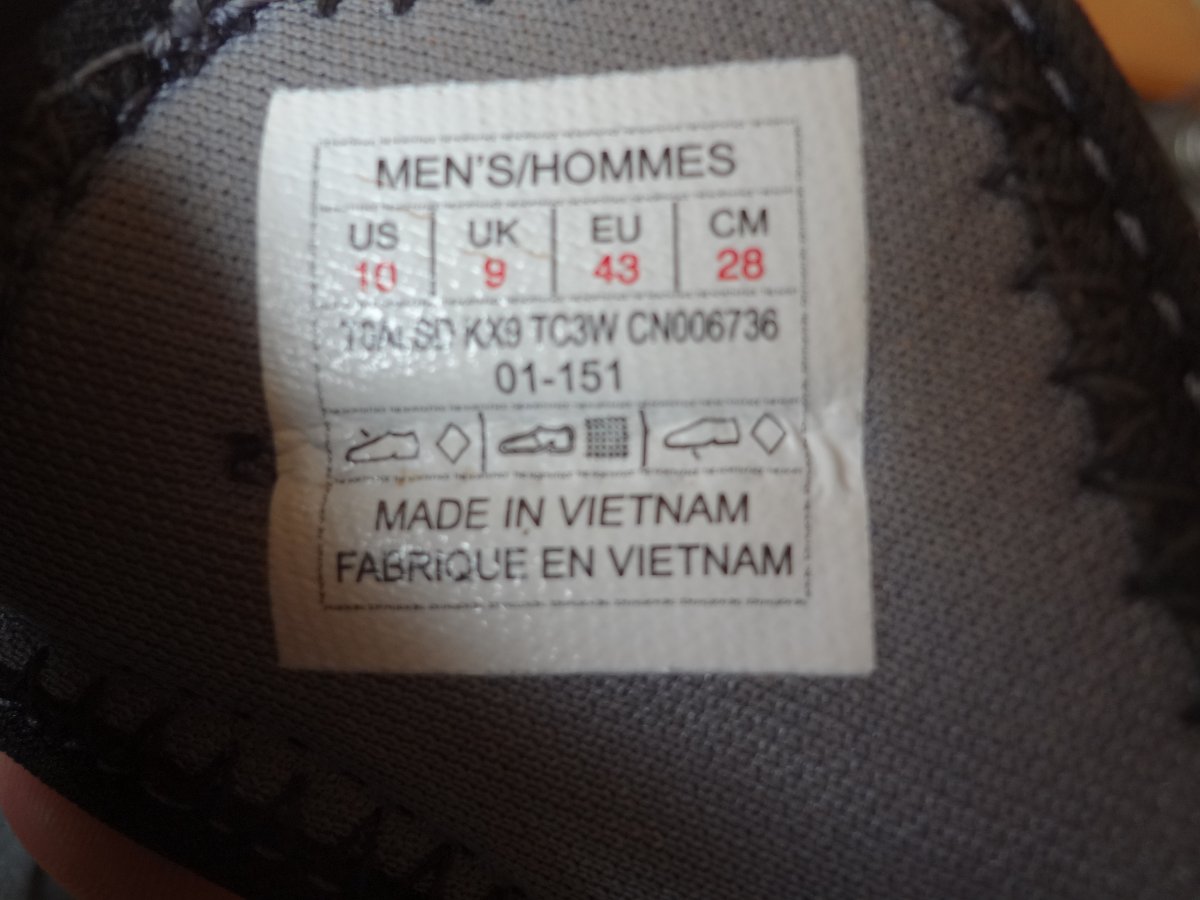 MEN'S/HOMMES
US UK EU CM
10 9 43 28
KX9 TC3W CN006736
01-151
MADE IN VIETNAM
FABRIQUE EN VIETNAM